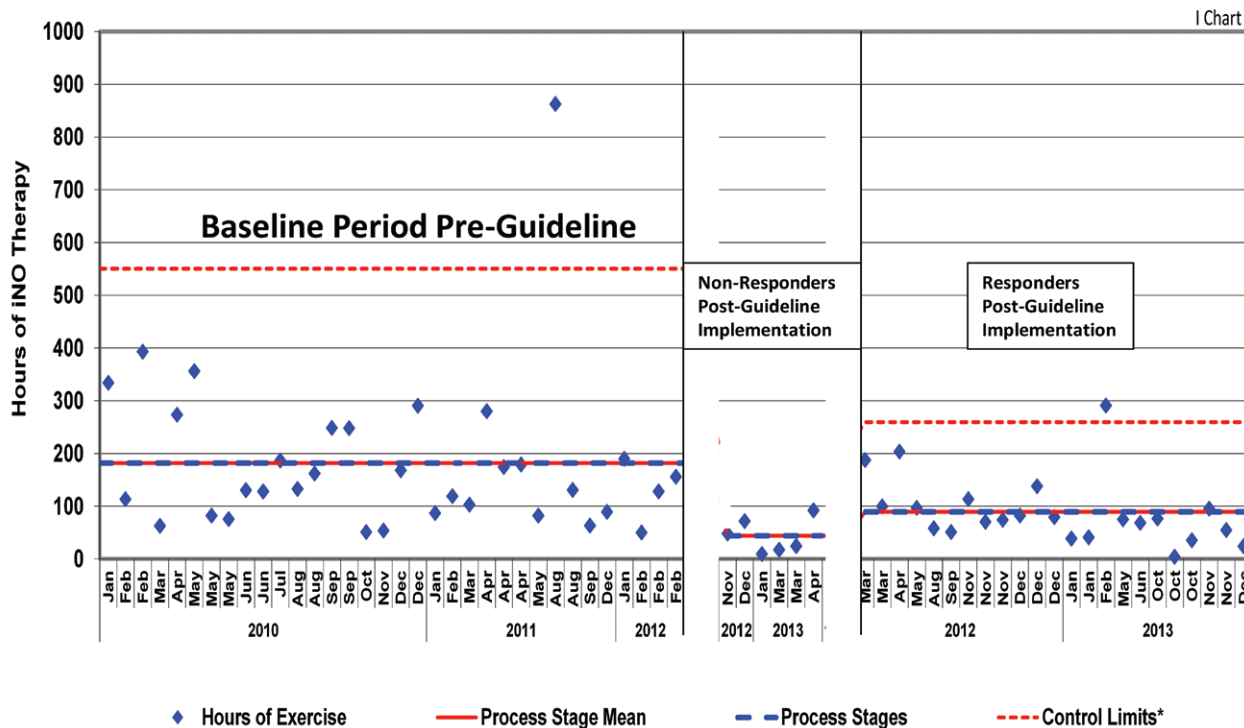 I Chart
1000
900
800
700
600
500
400
300
200
100
0
Hours of iNO Therapy
Baseline Period Pre-Guideline
Non-Responders
Post-Guideline
Implementation
Responders
Post-Guideline
Implementation
Jan Feb Feb Mar Apr May May May Jun Jun Jul Aug Aug Sep Sep Oct Nov Dec Dec Jan Feb Mar Apr Apr Apr May Aug Aug Sep Dec Jan Feb Feb Feb
Nov Dec Jan Mar Mar Apr
Mar Mar Apr May Aug Sep Nov Nov Nov Dec Dec Dec Jan Jan Feb May Jun Oct Oct Oct Nov Nov Dec
2010 2011 2012
2012 2013
2012 2013
Hours of Exercise Process Stage Mean Process Stages Control Limits*